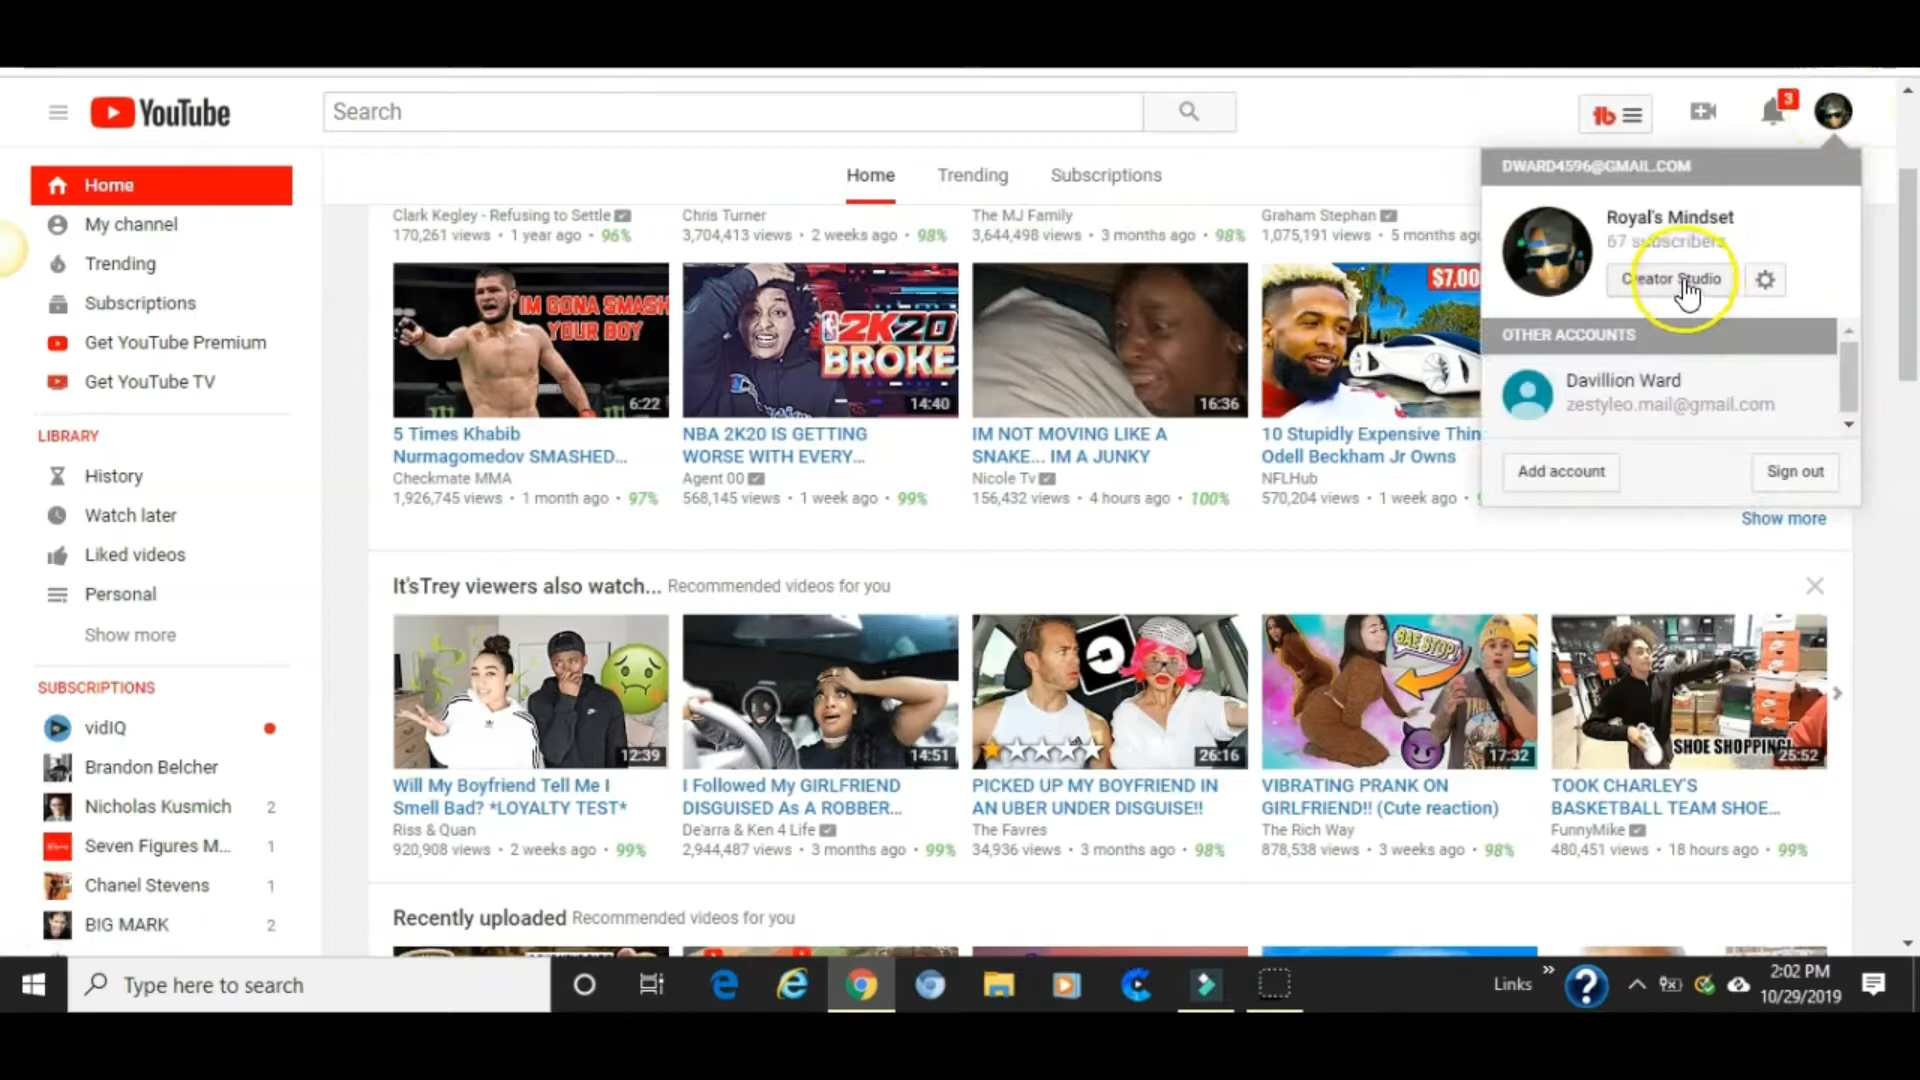 YouTube
Search
3
Home Trending Subscriptions
DWARD4596@GMAIL.COM
Royal's Mindset
67 subscribers
Creator Studio
OTHER ACCOUNTS
Davillion Ward
zestyleo.mail@gmail.com
Add account Sign out
Home
My channel
Trending
Subscriptions
Get YouTube Premium
Get YouTube TV
LIBRARY
History
Watch later
Liked videos
Personal
Show more
SUBSCRIPTIONS
vidIQ
Brandon Belcher
Nicholas Kusmich 2
Seven Figures M... 1
Chanel Stevens 1
BIG MARK 2
Clark Kegley - Refusing to Settle
170,261 views • 1 year ago • 96%
Chris Turner
3,704,413 views • 2 weeks ago • 98%
The MJ Family
3,644,498 views • 3 months ago • 98%
Graham Stephan
1,075,191 views • 5 months ag
IM GONA SMASH
YOUR BOY
6:22
5 Times Khabib
Nurmagomedov SMASHED...
Checkmate MMA
1,926,745 views • 1 month ago • 97%
2K20
BROKE
14:40
NBA 2K20 IS GETTING
WORSE WITH EVERY...
Agent 00
568,145 views • 1 week ago • 99%
16:36
IM NOT MOVING LIKE A
SNAKE... IM A JUNKY
Nicole Tv
156,432 views • 4 hours ago • 100%
$7,00
10 Stupidly Expensive Thin
Odell Beckham Jr Owns
NFLHub
570,204 views • 1 week ago
Show more
It'sTrey viewers also watch... Recommended videos for you
12:39
Will My Boyfriend Tell Me I
Smell Bad? *LOYALTY TEST*
Riss & Quan
920,908 views • 2 weeks ago • 99%
14:51
I Followed My GIRLFRIEND
DISGUISED As A ROBBER...
De'arra & Ken 4 Life
2,944,487 views • 3 months ago • 99%
26:16
PICKED UP MY BOYFRIEND IN
AN UBER UNDER DISGUISE!!
The Favres
34,936 views • 3 months ago • 98%
BAE STOP!
17:32
VIBRATING PRANK ON
GIRLFRIEND!! (Cute reaction)
The Rich Way
878,538 views • 3 weeks ago • 98%
SHOE SHOPPING!
25:52
TOOK CHARLEY'S
BASKETBALL TEAM SHOE...
FunnyMike
480,451 views • 18 hours ago • 99%
Recently uploaded Recommended videos for you
Type here to search
Links
2:02 PM
10/29/2019